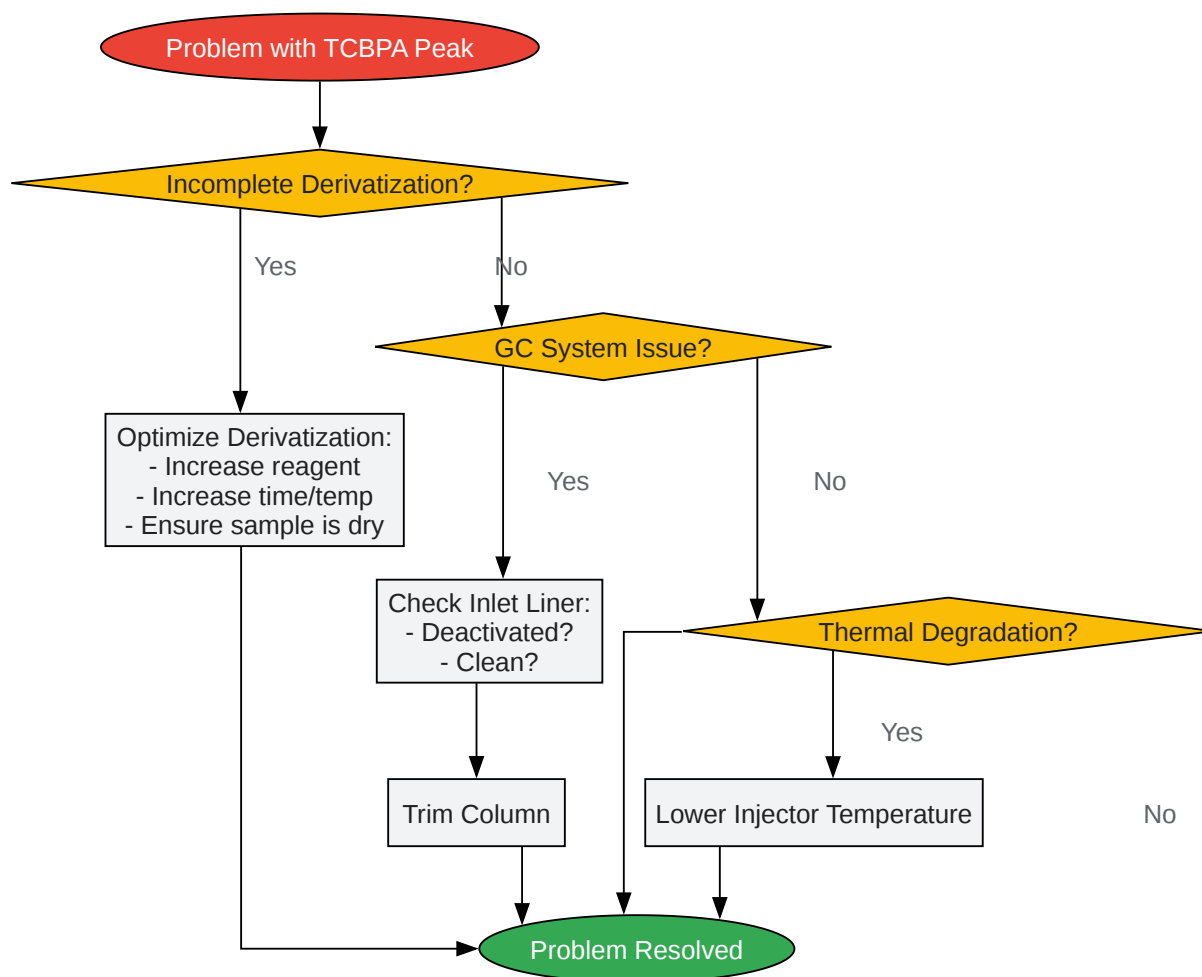 Problem with TCBPA Peak
Incomplete Derivatization?
Yes
No
GC System Issue?
Optimize Derivatization:
- Increase reagent
- Increase time/temp
- Ensure sample is dry
Yes
No
Check Inlet Liner:
- Deactivated?
- Clean?
Thermal Degradation?
Yes
No
Trim Column
Lower Injector Temperature
Problem Resolved